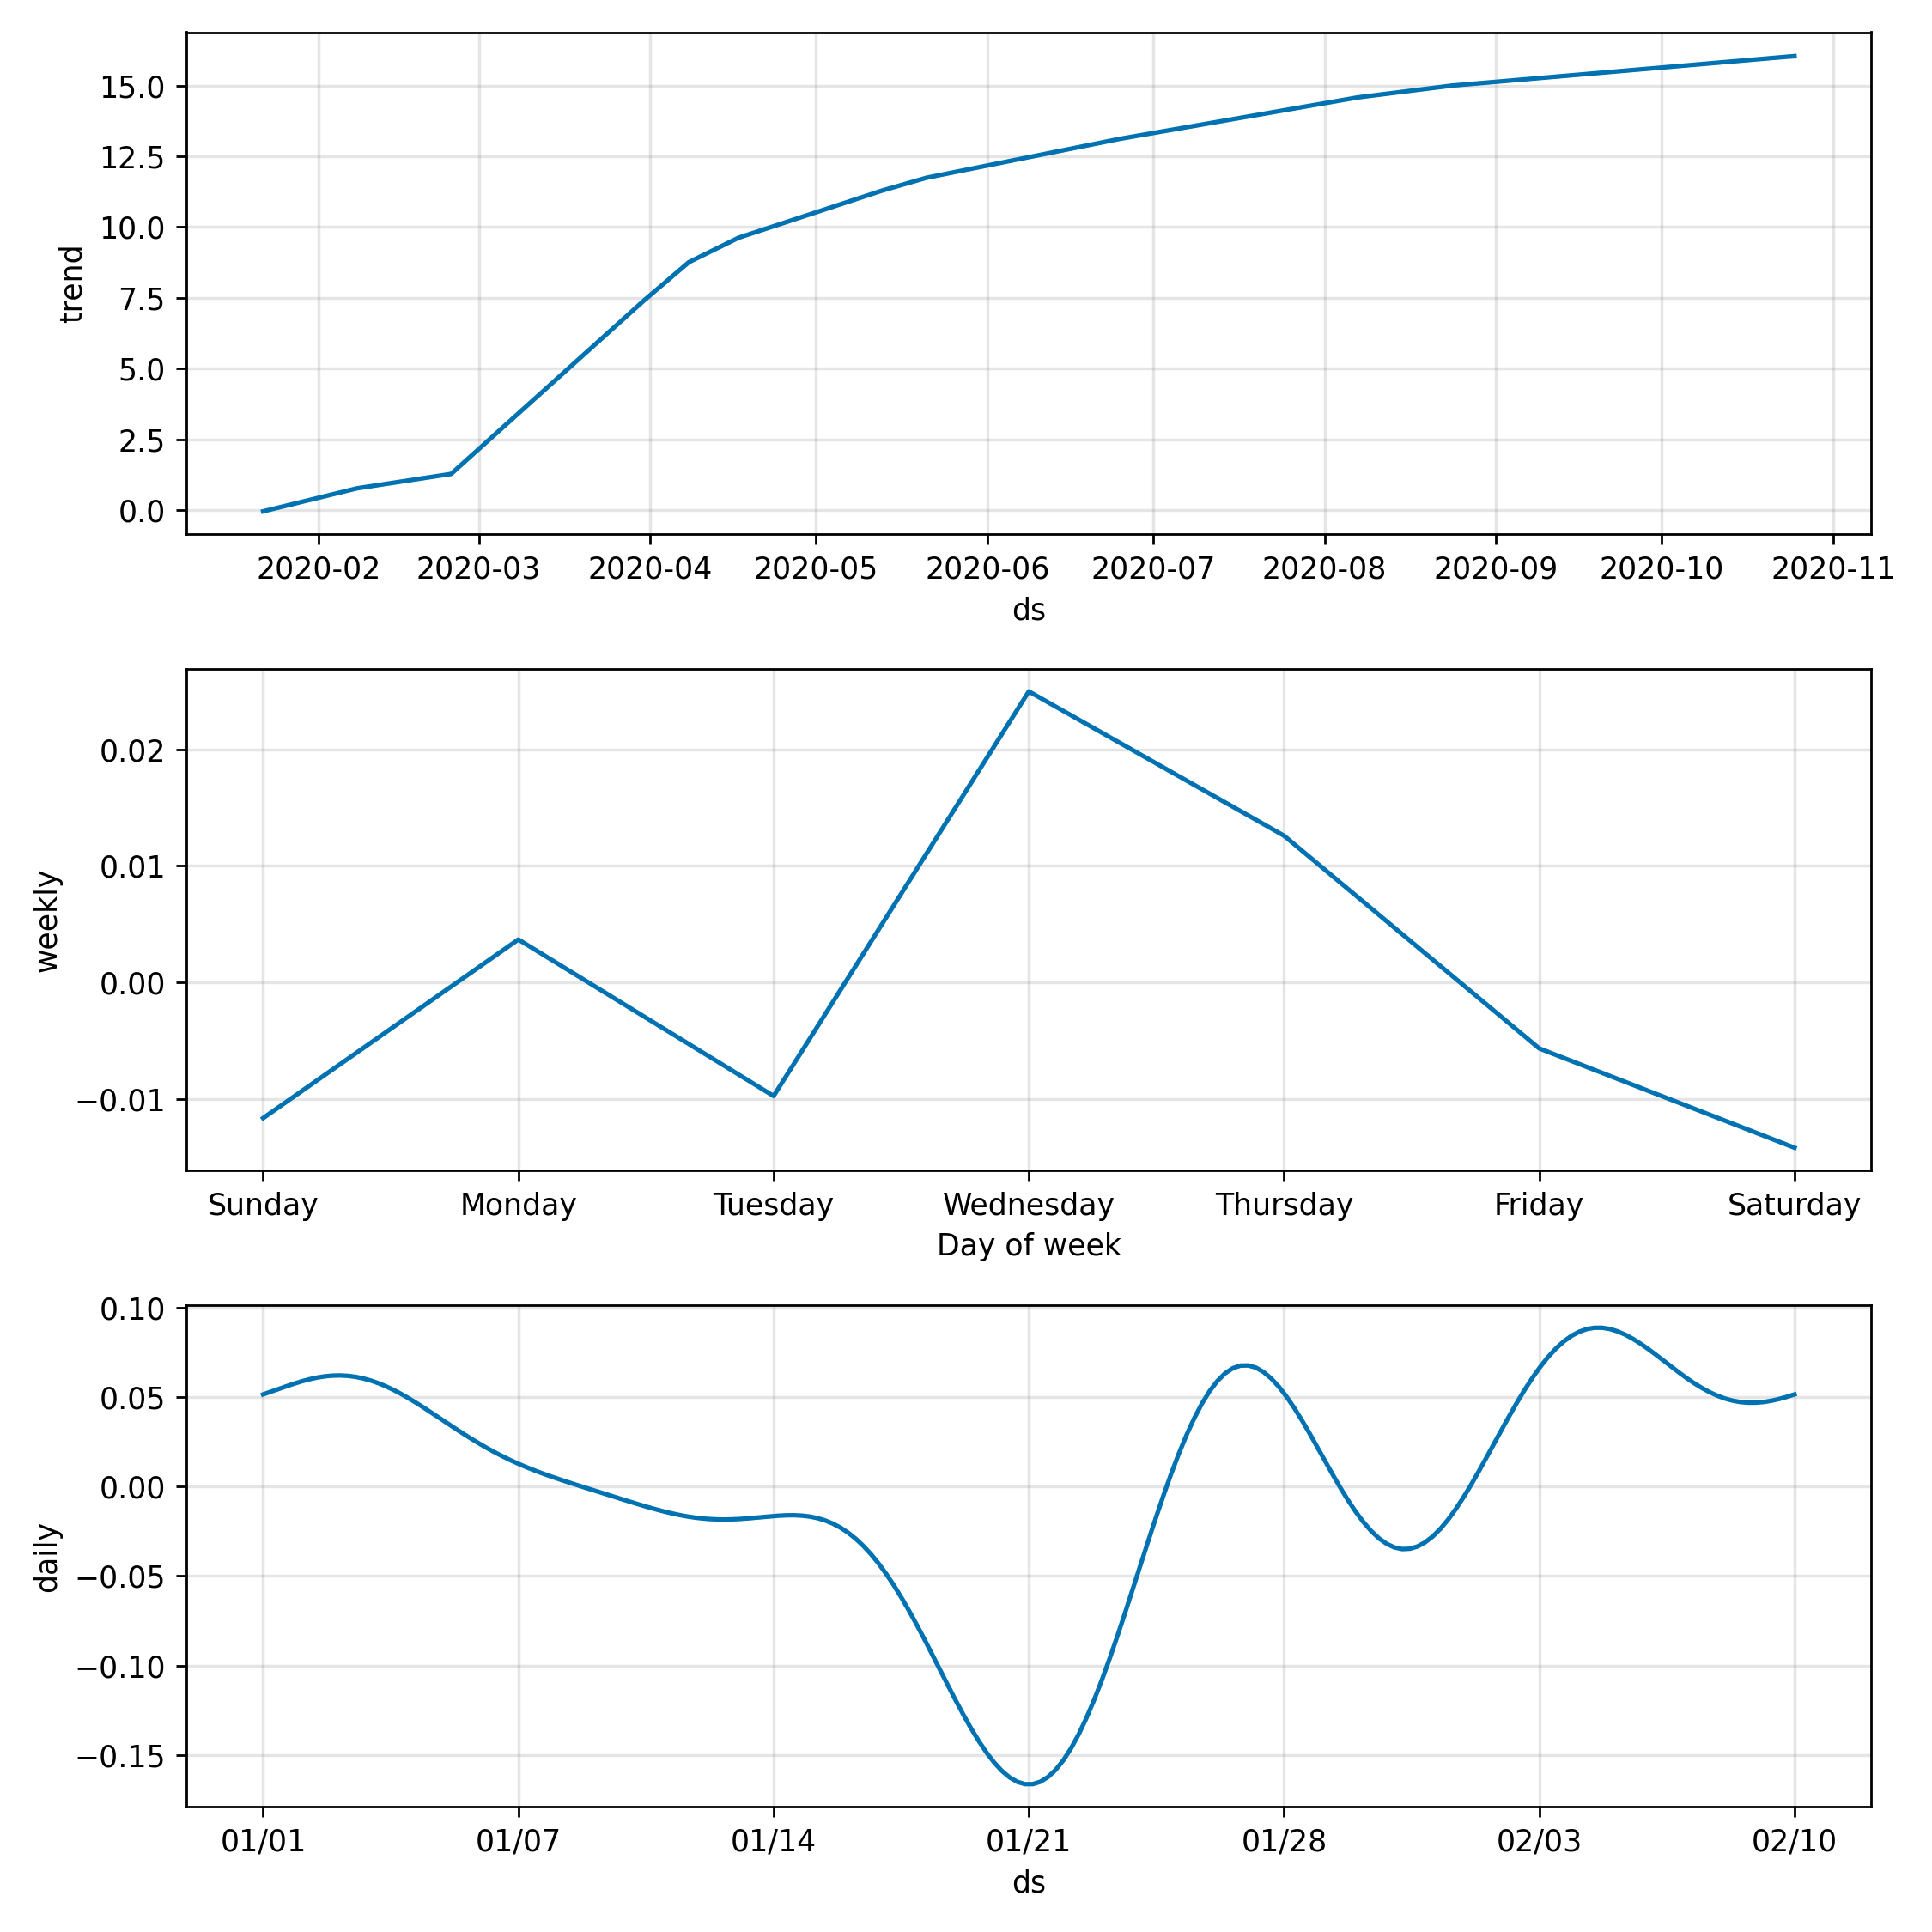 15.0
12.5
10.0
7.5
5.0
2.5
0.0
trend
2020-02 2020-03 2020-04 2020-05 2020-06 2020-07 2020-08 2020-09 2020-10 2020-11
ds
0.02
0.01
0.00
−0.01
weekly
Sunday Monday Tuesday Wednesday Thursday Friday Saturday
Day of week
0.10
0.05
0.00
−0.05
−0.10
−0.15
daily
01/01 01/07 01/14 01/21 01/28 02/03 02/10
ds